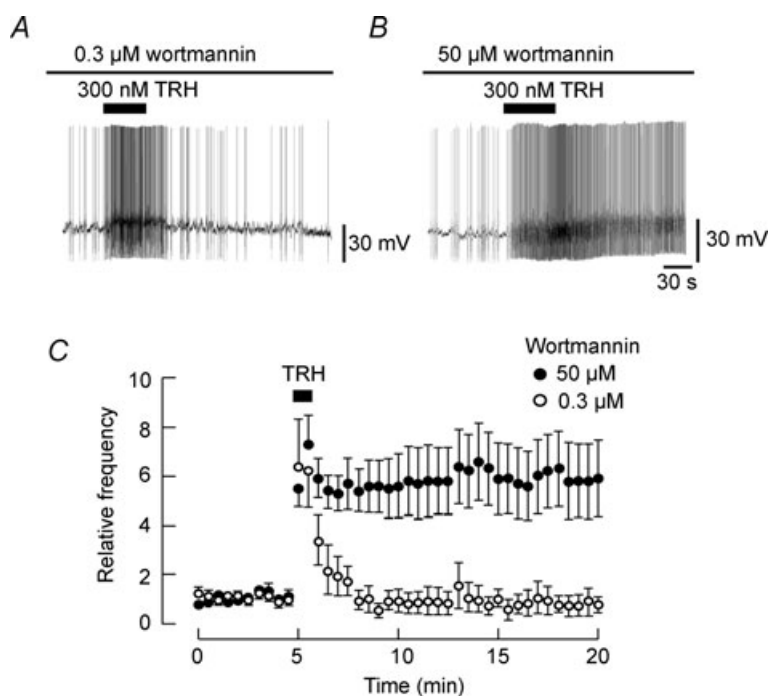 A
0.3 µM wortmannin
300 nM TRH
30 mV
B
50 µM wortmannin
300 nM TRH
30 mV
30 s
C
Wortmannin
50 µM
0.3 µM
TRH
Relative frequency
10
8
6
4
2
0
0
5
10
15
20
Time (min)